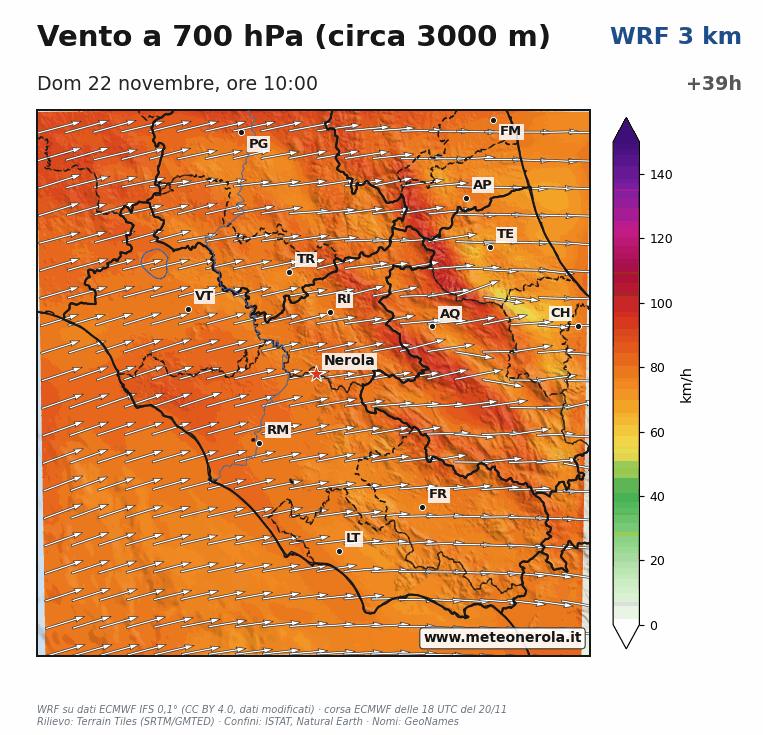 Vento a 700 hPa (circa 3000 m)
WRF 3 km
Dom 22 novembre, ore 10:00
+39h
FM
PG
AP
TE
TR
VT
RI
AQ
CH
Nerola
RM
FR
LT
www.meteonerola.it
140
120
100
80
60
40
20
0
km/h
WRF su dati ECMWF IFS 0,1° (CC BY 4.0, dati modificati) · corsa ECMWF delle 18 UTC del 20/11
Rilievo: Terrain Tiles (SRTM/GMTED) · Confini: ISTAT, Natural Earth · Nomi: GeoNames